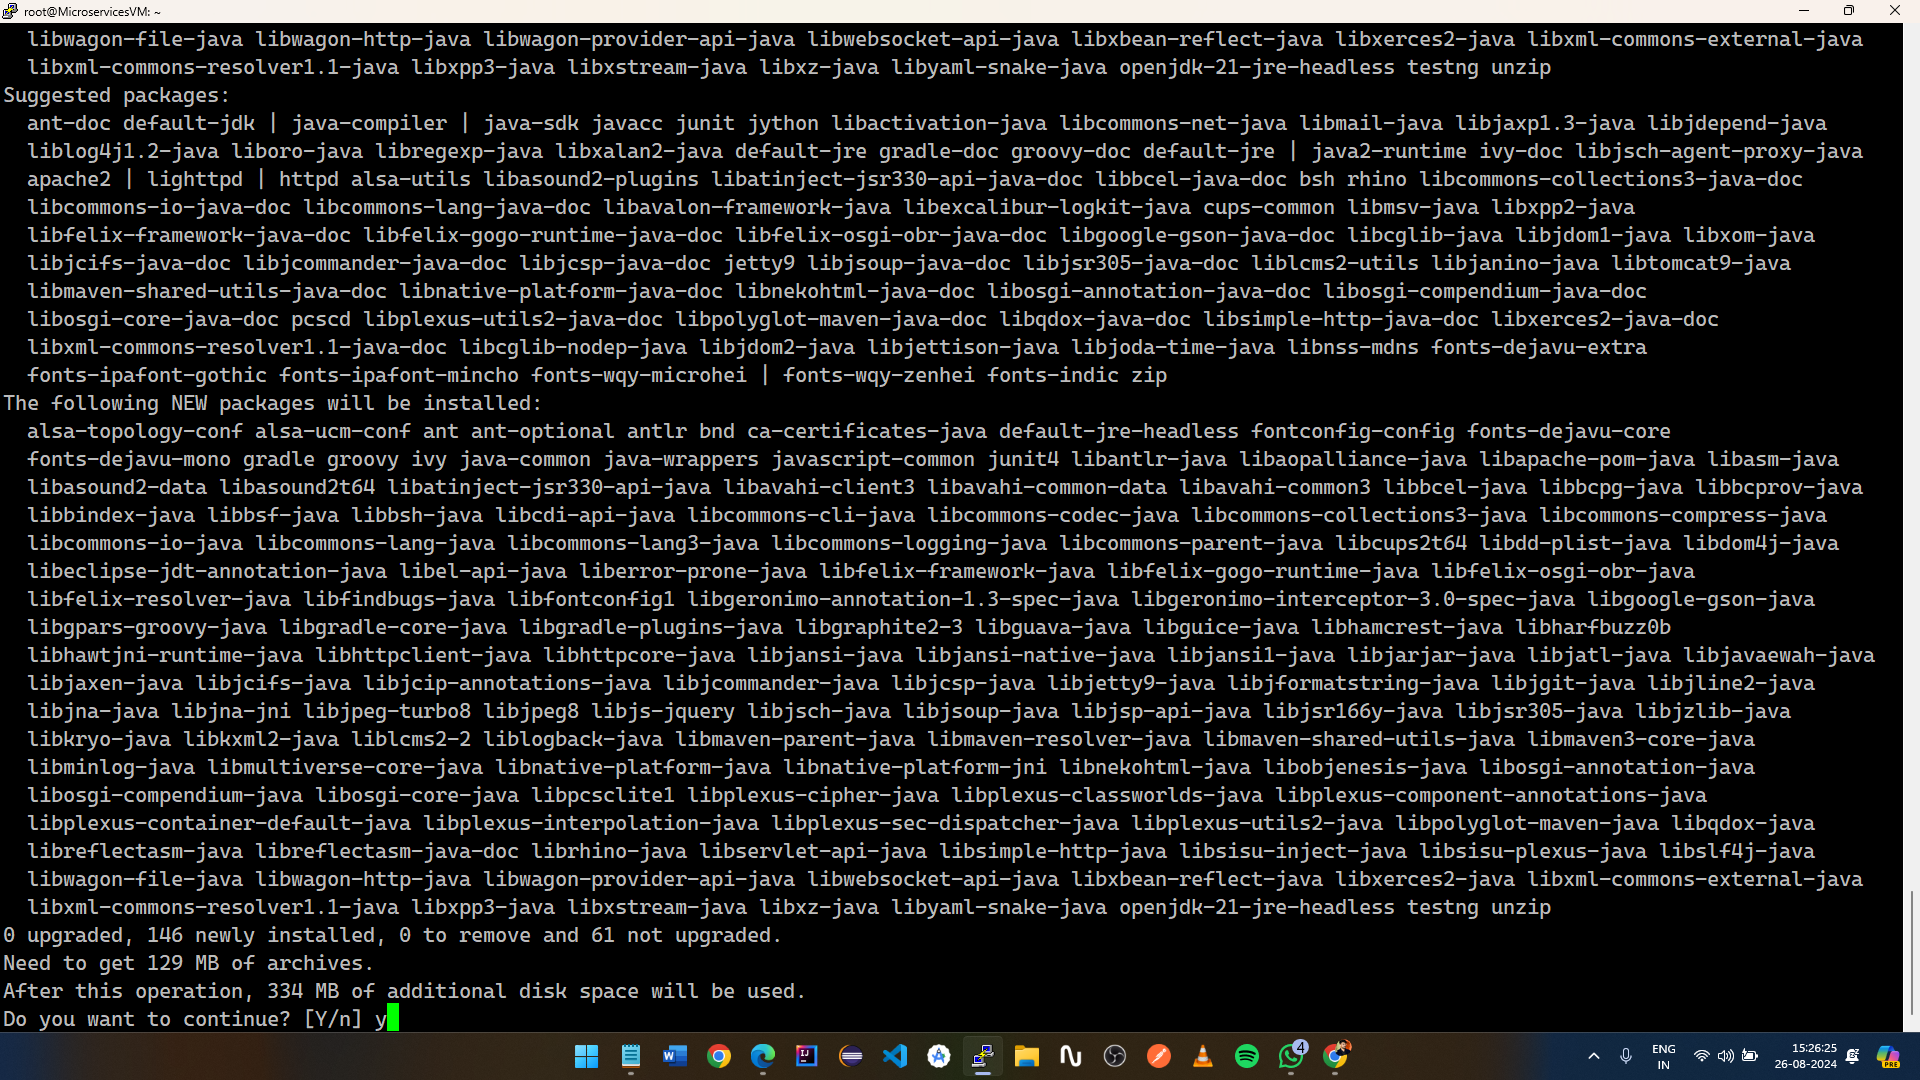 root@MicroservicesVM: ~
libwagon-file-java libwagon-http-java libwagon-provider-api-java libwebsocket-api-java libxbean-reflect-java libxerces2-java libxml-commons-external-java
libxml-commons-resolver1.1-java libxpp3-java libxstream-java libxz-java libyaml-snake-java openjdk-21-jre-headless testng unzip
Suggested packages:
ant-doc default-jdk | java-compiler | java-sdk javacc junit jython libactivation-java libcommons-net-java libmail-java libjaxp1.3-java libjdepend-java
liblog4j1.2-java liboro-java libregexp-java libxalan2-java default-jre gradle-doc groovy-doc default-jre | java2-runtime ivy-doc libjsch-agent-proxy-java
apache2 | lighttpd | httpd alsa-utils libasound2-plugins libatinject-jsr330-api-java-doc libbcel-java-doc bsh rhino libcommons-collections3-java-doc
libcommons-io-java-doc libcommons-lang-java-doc libavalon-framework-java libexcalibur-logkit-java cups-common libmsv-java libxpp2-java
libfelix-framework-java-doc libfelix-gogo-runtime-java-doc libfelix-osgi-obr-java-doc libgoogle-gson-java-doc libcglib-java libjdom1-java libxom-java
libjcifs-java-doc libjcommander-java-doc libjcsp-java-doc jetty9 libjsoup-java-doc libjsr305-java-doc liblcms2-utils libjanino-java libtomcat9-java
libmaven-shared-utils-java-doc libnative-platform-java-doc libnekohtml-java-doc libosgi-annotation-java-doc libosgi-compendium-java-doc
libosgi-core-java-doc pcscd libplexus-utils2-java-doc libpolyglot-maven-java-doc libqdox-java-doc libsimple-http-java-doc libxerces2-java-doc
libxml-commons-resolver1.1-java-doc libcglib-nodep-java libjdom2-java libjettison-java libjoda-time-java libnss-mdns fonts-dejavu-extra
fonts-ipafont-gothic fonts-ipafont-mincho fonts-wqy-microhei | fonts-wqy-zenhei fonts-indic zip
The following NEW packages will be installed:
alsa-topology-conf alsa-ucm-conf ant ant-optional antlr bnd ca-certificates-java default-jre-headless fontconfig-config fonts-dejavu-core
fonts-dejavu-mono gradle groovy ivy java-common java-wrappers javascript-common junit4 libantlr-java libaopalliance-java libapache-pom-java libasm-java
libasound2-data libasound2t64 libatinject-jsr330-api-java libavahi-client3 libavahi-common-data libavahi-common3 libbcel-java libbcpg-java libbcprov-java
libbindex-java libbsf-java libbsh-java libcdi-api-java libcommons-cli-java libcommons-codec-java libcommons-collections3-java libcommons-compress-java
libcommons-io-java libcommons-lang-java libcommons-lang3-java libcommons-logging-java libcommons-parent-java libcups2t64 libdd-plist-java libdom4j-java
libeclipse-jdt-annotation-java libel-api-java liberror-prone-java libfelix-framework-java libfelix-gogo-runtime-java libfelix-osgi-obr-java
libfelix-resolver-java libfindbugs-java libfontconfig1 libgeronimo-annotation-1.3-spec-java libgeronimo-interceptor-3.0-spec-java libgoogle-gson-java
libgpars-groovy-java libgradle-core-java libgradle-plugins-java libgraphite2-3 libguava-java libguice-java libhamcrest-java libharfbuzz0b
libhawtjni-runtime-java libhttpclient-java libhttpcore-java libjansi-java libjansi-native-java libjansi1-java libjarjar-java libjatl-java libjavaewah-java
libjaxen-java libjcifs-java libjcip-annotations-java libjcommander-java libjcsp-java libjetty9-java libjformatstring-java libjgit-java libjline2-java
libjna-java libjna-jni libjpeg-turbo8 libjpeg8 libjs-jquery libjsch-java libjsoup-java libjsp-api-java libjsr166y-java libjsr305-java libjzlib-java
libkryo-java libkxml2-java liblcms2-2 liblogback-java libmaven-parent-java libmaven-resolver-java libmaven-shared-utils-java libmaven3-core-java
libminlog-java libmultiverse-core-java libnative-platform-java libnative-platform-jni libnekohtml-java libobjenesis-java libosgi-annotation-java
libosgi-compendium-java libosgi-core-java libpcsclite1 libplexus-cipher-java libplexus-classworlds-java libplexus-component-annotations-java
libplexus-container-default-java libplexus-interpolation-java libplexus-sec-dispatcher-java libplexus-utils2-java libpolyglot-maven-java libqdox-java
libreflectasm-java libreflectasm-java-doc librhino-java libservlet-api-java libsimple-http-java libsisu-inject-java libsisu-plexus-java libslf4j-java
libwagon-file-java libwagon-http-java libwagon-provider-api-java libwebsocket-api-java libxbean-reflect-java libxerces2-java libxml-commons-external-java
libxml-commons-resolver1.1-java libxpp3-java libxstream-java libxz-java libyaml-snake-java openjdk-21-jre-headless testng unzip
0 upgraded, 146 newly installed, 0 to remove and 61 not upgraded.
Need to get 129 MB of archives.
After this operation, 334 MB of additional disk space will be used.
Do you want to continue? [Y/n] y
4
ENG
IN
15:26:25
26-08-2024
PRE